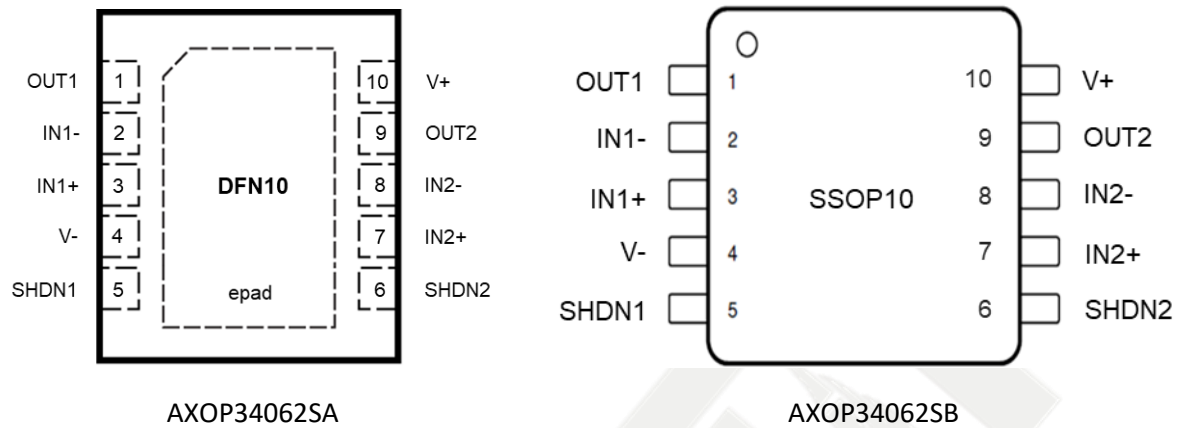 OUT1 1 10 V+
IN1- 2 9 OUT2
IN1+ 3 DFN10 8 IN2-
V- 4 7 IN2+
SHDN1 5 epad 6 SHDN2
AXOP34062SA
OUT1 1 10 V+
IN1- 2 9 OUT2
IN1+ 3 SSOP10 8 IN2-
V- 4 7 IN2+
SHDN1 5 6 SHDN2
AXOP34062SB